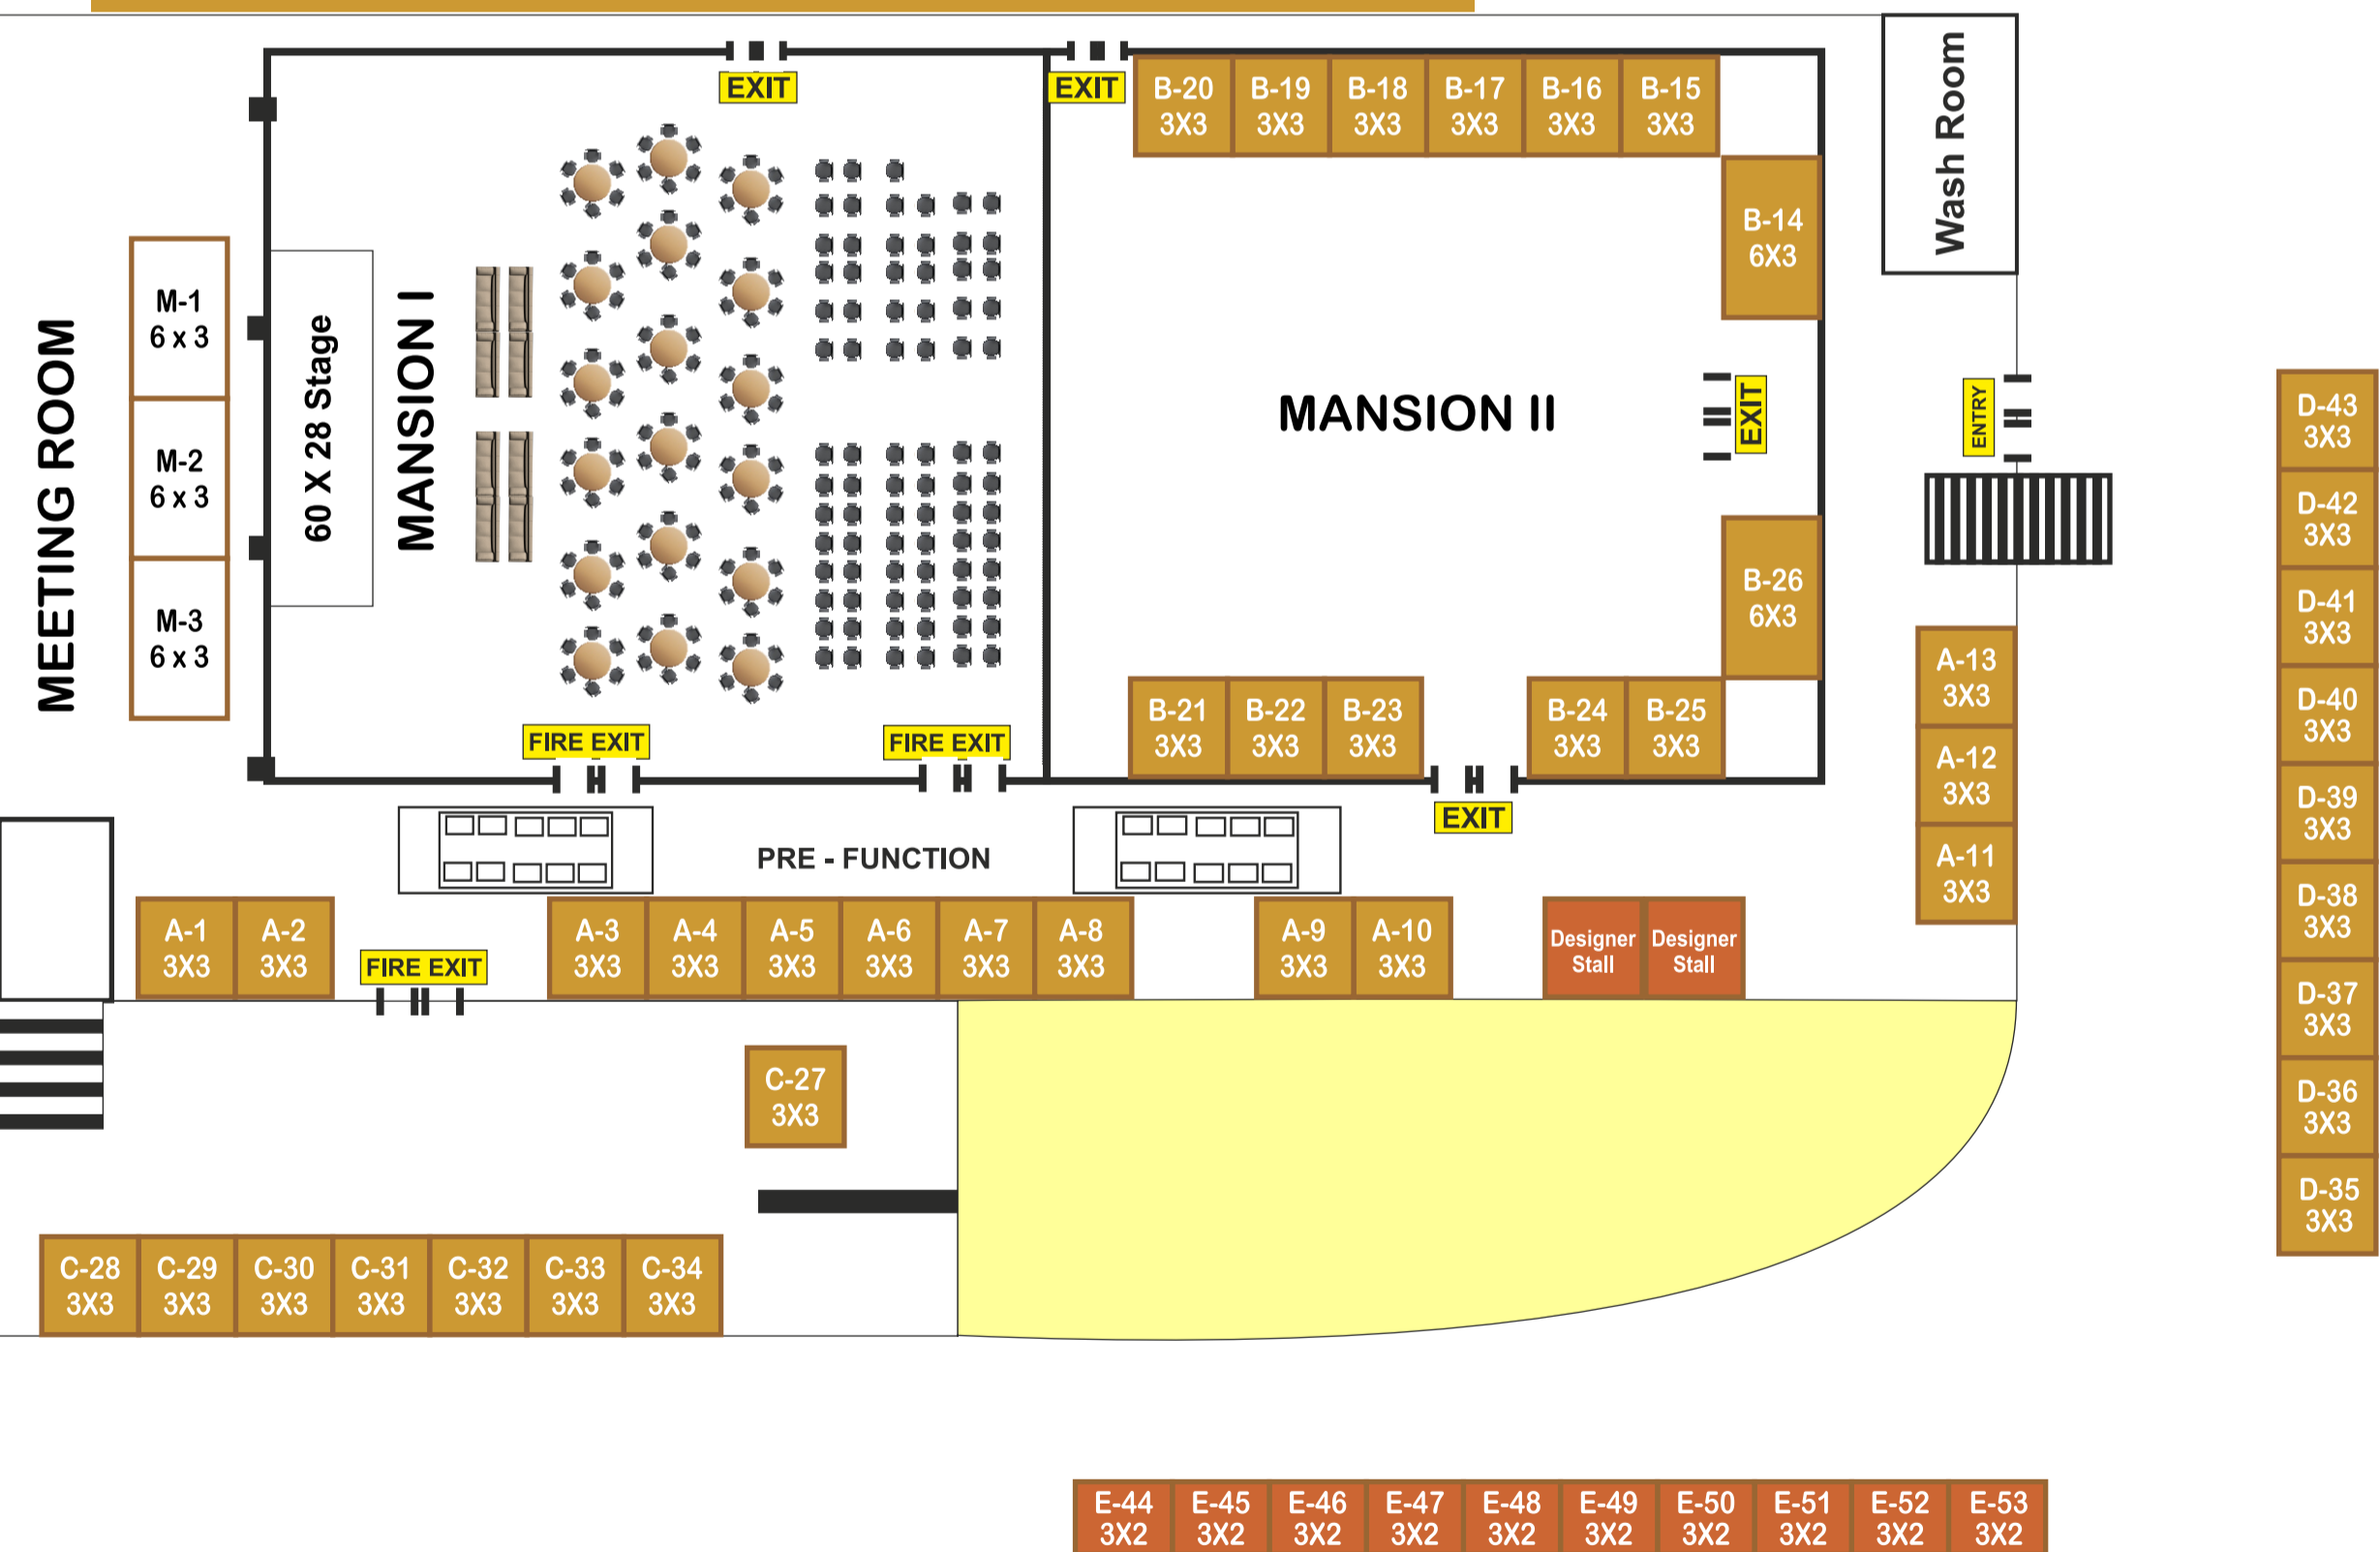 EXIT
EXIT
B-20
3X3
B-19
3X3
B-18
3X3
B-17
3X3
B-16
3X3
B-15
3X3
Wash Room
B-14
6X3
MEETING ROOM
M-1
6 x 3
M-2
6 x 3
M-3
6 x 3
60 X 28 Stage
MANSION I
MANSION II
EXIT
ENTRY
B-26
6X3
B-21
3X3
B-22
3X3
B-23
3X3
B-24
3X3
B-25
3X3
FIRE EXIT
FIRE EXIT
EXIT
PRE - FUNCTION
A-13
3X3
A-12
3X3
A-11
3X3
D-43
3X3
D-42
3X3
D-41
3X3
D-40
3X3
D-39
3X3
D-38
3X3
D-37
3X3
D-36
3X3
D-35
3X3
A-1
3X3
A-2
3X3
FIRE EXIT
A-3
3X3
A-4
3X3
A-5
3X3
A-6
3X3
A-7
3X3
A-8
3X3
A-9
3X3
A-10
3X3
Designer
Stall
Designer
Stall
C-27
3X3
C-28
3X3
C-29
3X3
C-30
3X3
C-31
3X3
C-32
3X3
C-33
3X3
C-34
3X3
E-44
3X2
E-45
3X2
E-46
3X2
E-47
3X2
E-48
3X2
E-49
3X2
E-50
3X2
E-51
3X2
E-52
3X2
E-53
3X2